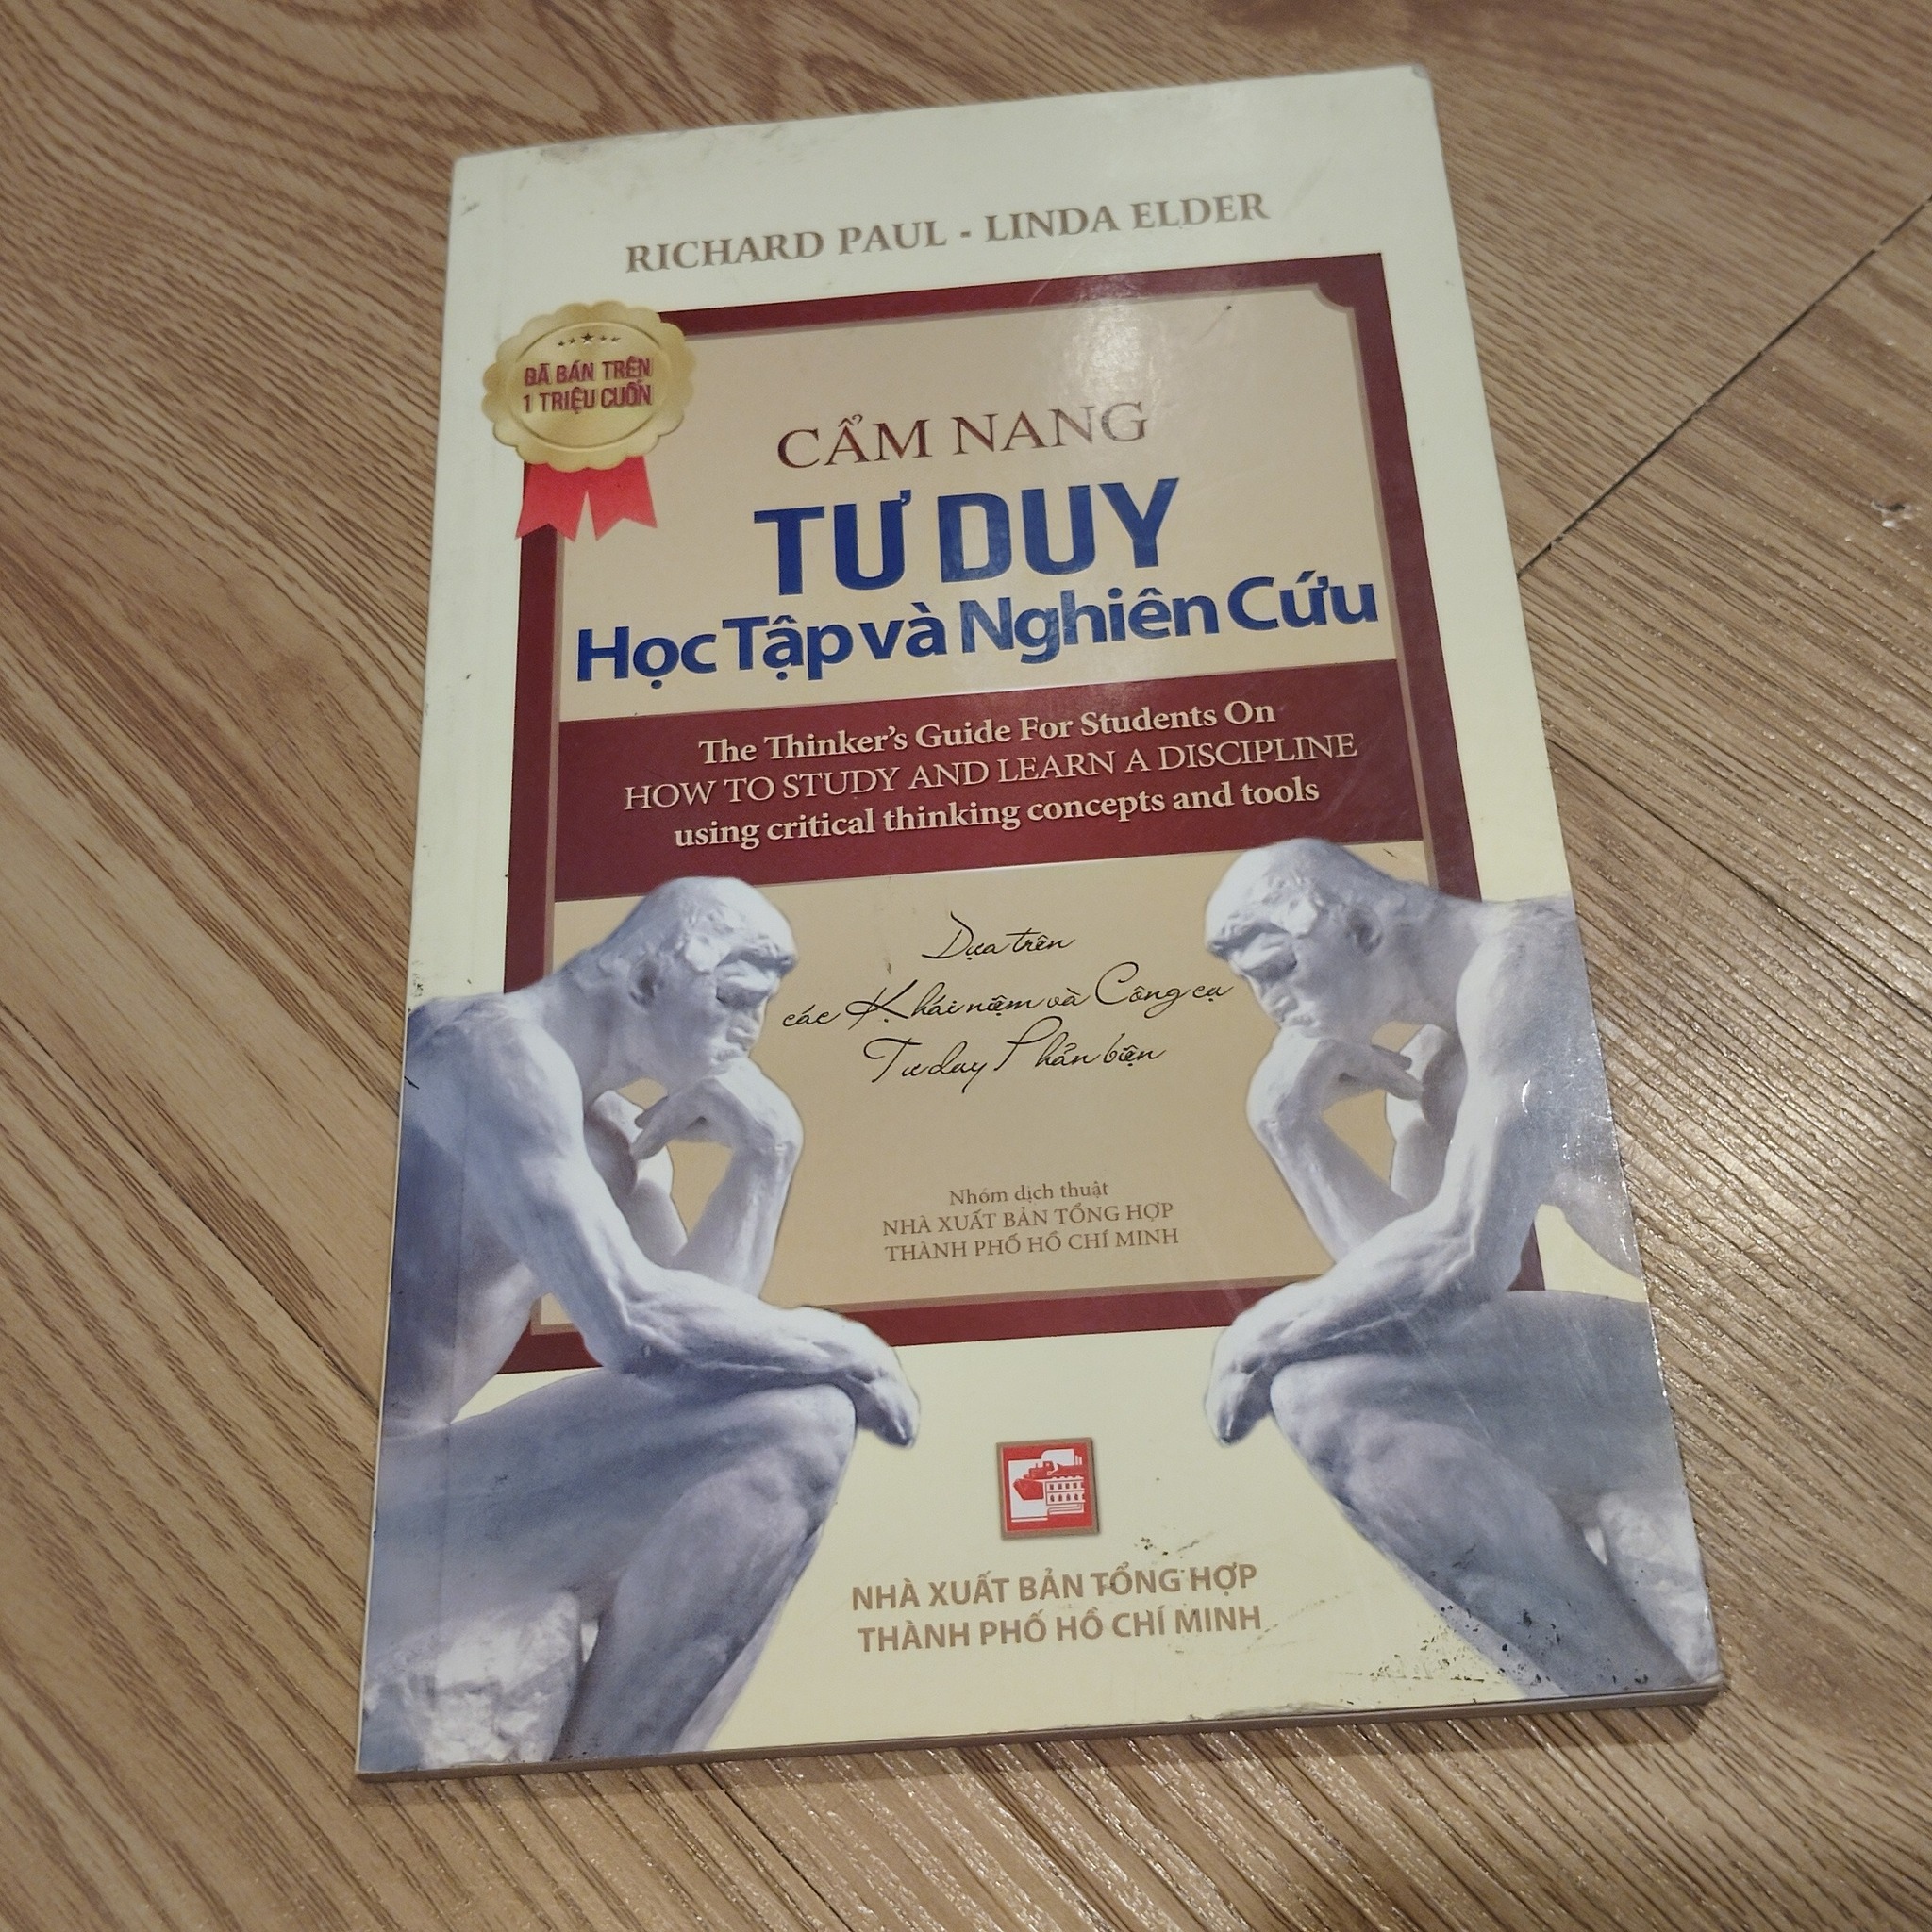 RICHARD PAUL - LINDA ELDER
ĐÃ BÁN TRÊN
1 TRIỆU CUỐN
CẨM NANG
TƯ DUY
Học Tập và Nghiên Cứu
The Thinker's Guide For Students On
HOW TO STUDY AND LEARN A DISCIPLINE
using critical thinking concepts and tools
Dựa trên
các Khái niệm và Công cụ
Tư duy Phản biện
Nhóm dịch thuật
NHÀ XUẤT BẢN TỔNG HỢP
THÀNH PHỐ HỒ CHÍ MINH
NHÀ XUẤT BẢN TỔNG HỢP
THÀNH PHỐ HỒ CHÍ MINH